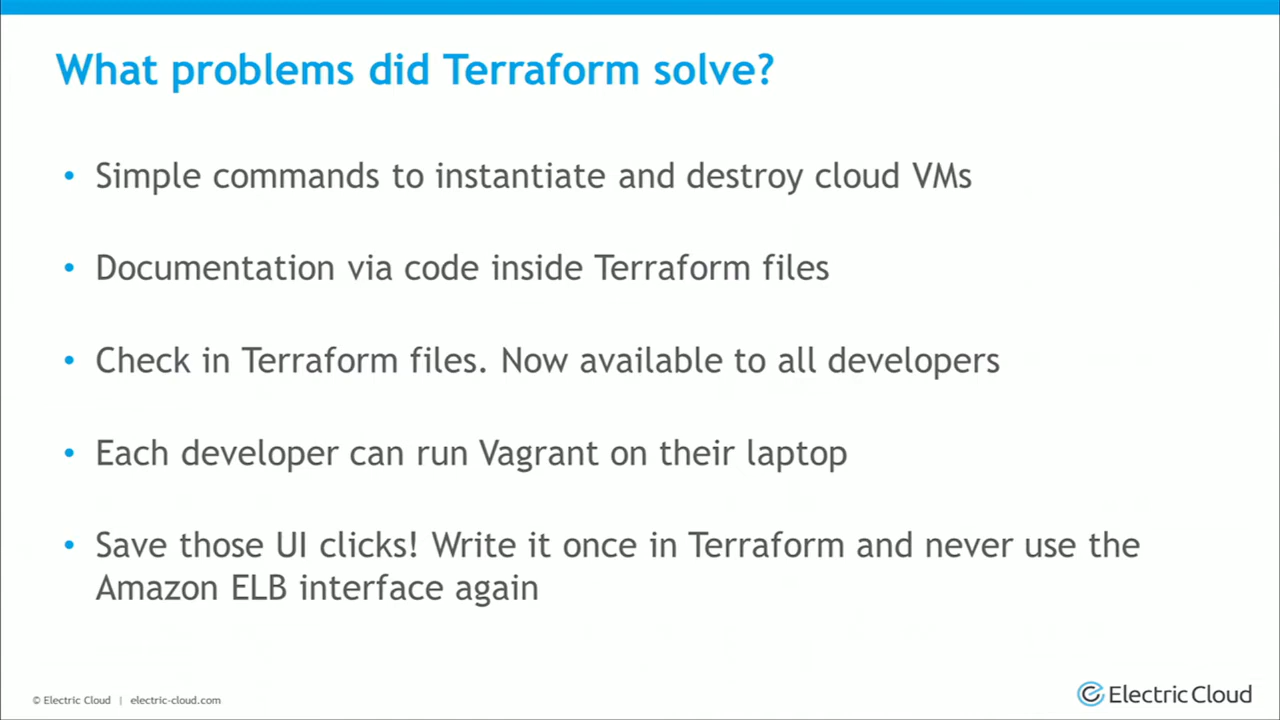 What problems did Terraform solve?
• Simple commands to instantiate and destroy cloud VMs
• Documentation via code inside Terraform files
• Check in Terraform files. Now available to all developers
• Each developer can run Vagrant on their laptop
• Save those UI clicks! Write it once in Terraform and never use the
Amazon ELB interface again
© Electric Cloud | electric-cloud.com
Electric Cloud